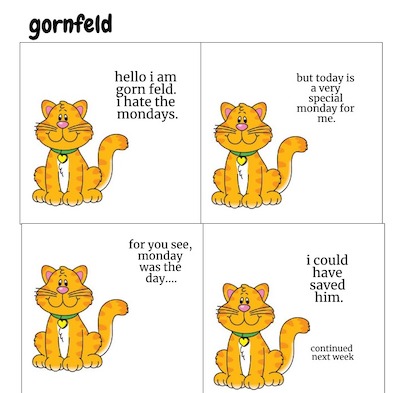 gornfeld
hello i am
gorn feld.
i hate the
mondays.
but today is
a very
special
monday for
me.
for you see,
monday
was the
day....
i could
have
saved
him.
continued
next week